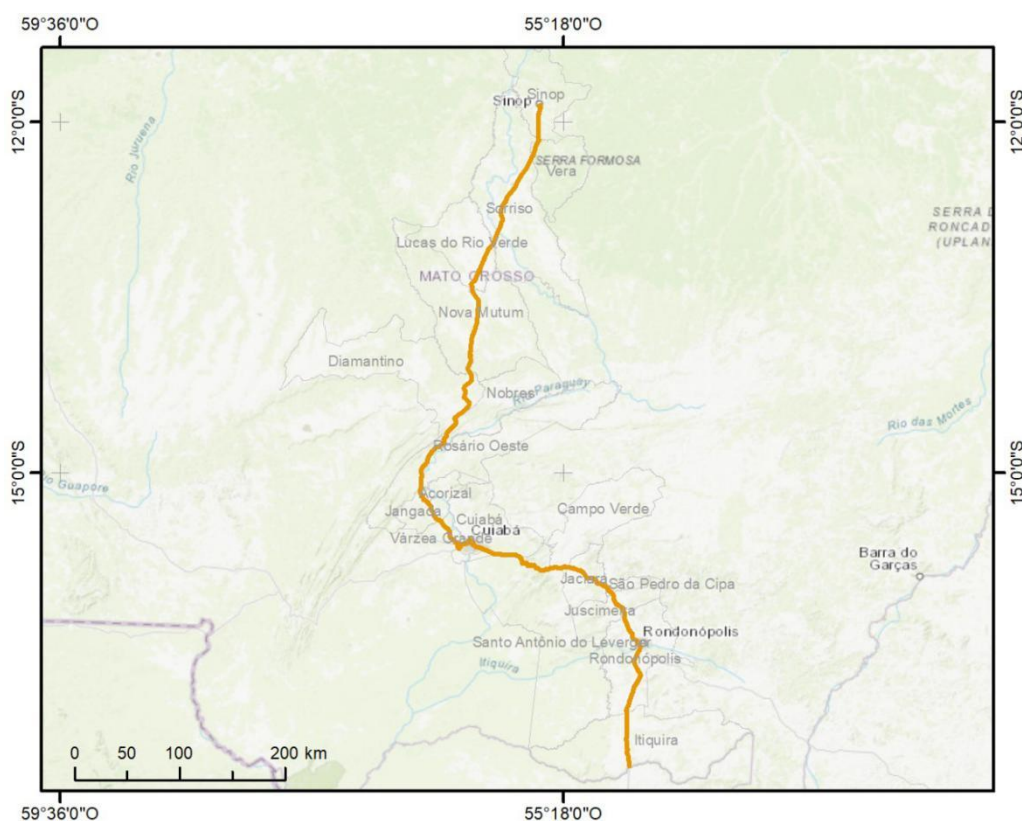 59°36'0"O
55°18'0"O
12°0'0"S
12°0'0"S
Sinop
Sinop
SERRA FORMOSA
Vera
Rio Juruena
Sorriso
SERRA D
RONCAD
(UPLAN
Lucas do Rio Verde
MATO GROSSO
Nova Mutum
Diamantino
Nobres
Rio Paraguay
Rio das Mortes
Rosário Oeste
15°0'0"S
15°0'0"S
io Guapore
Acorizal
Jangada
Campo Verde
Cuiabá
Cuiabá
Várzea Grande
Barra do
Garças
Jaciara
São Pedro da Cipa
Juscimeira
Rondonópolis
Santo Antônio do Leverger
Rondonópolis
Itiquira
Itiquira
0 50 100 200 km
59°36'0"O
55°18'0"O